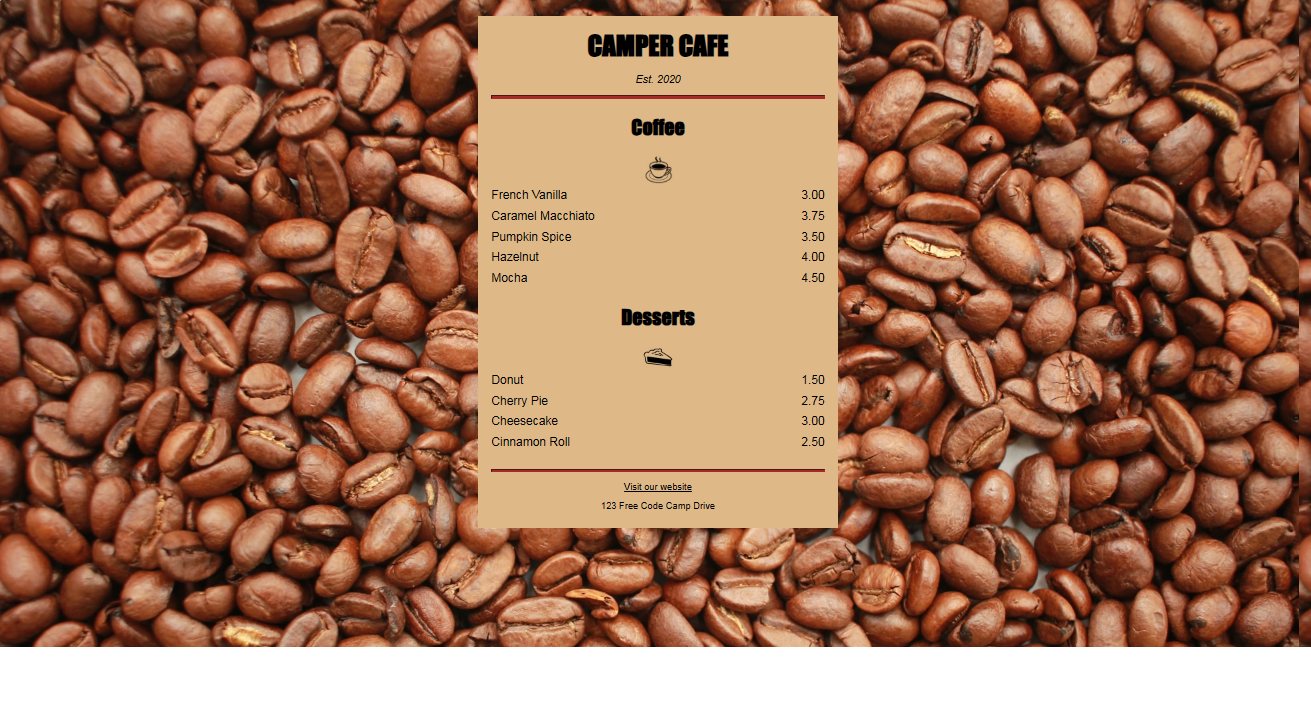 CAMPER CAFE
Est. 2020
Coffee
French Vanilla 3.00
Caramel Macchiato 3.75
Pumpkin Spice 3.50
Hazelnut 4.00
Mocha 4.50
Desserts
Donut 1.50
Cherry Pie 2.75
Cheesecake 3.00
Cinnamon Roll 2.50
Visit our website
123 Free Code Camp Drive